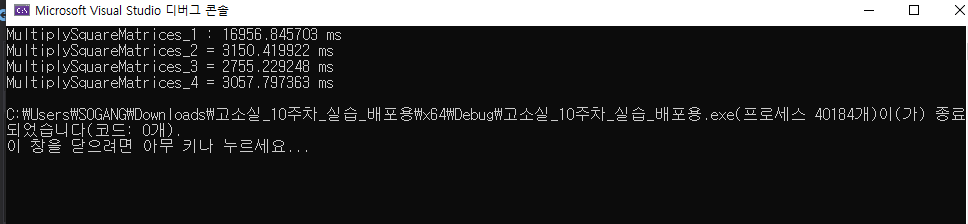 Microsoft Visual Studio 디버그 콘솔
MultiplySquareMatrices_1 : 16956.845703 ms
MultiplySquareMatrices_2 = 3150.419922 ms
MultiplySquareMatrices_3 = 2755.229248 ms
MultiplySquareMatrices_4 = 3057.797363 ms
C:\Users\SOGANG\Downloads\고소실_10주차_실습_배포용\x64\Debug\고소실_10주차_실습_배포용.exe(프로세스 40184개)이(가) 종료
되었습니다(코드: 0개).
이 창을 닫으려면 아무 키나 누르세요...